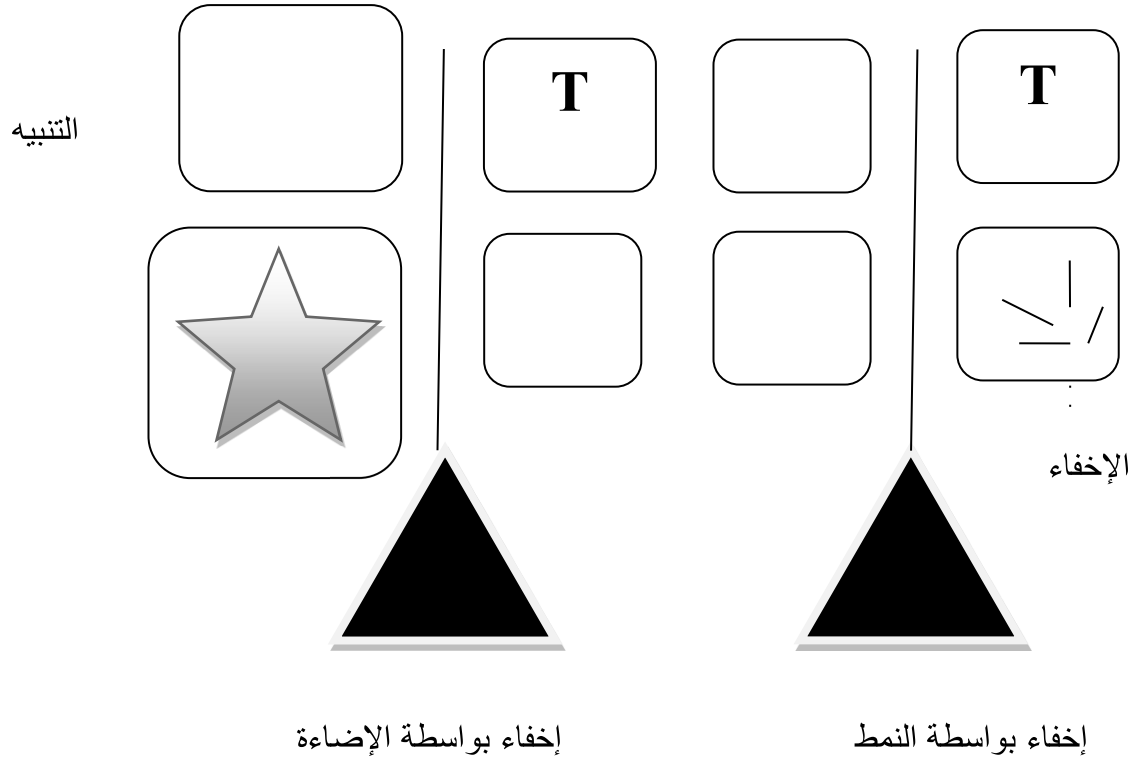 T
T
التنبيه
الإخفاء
إخفاء بواسطة النمط
إخفاء بواسطة الإضاءة